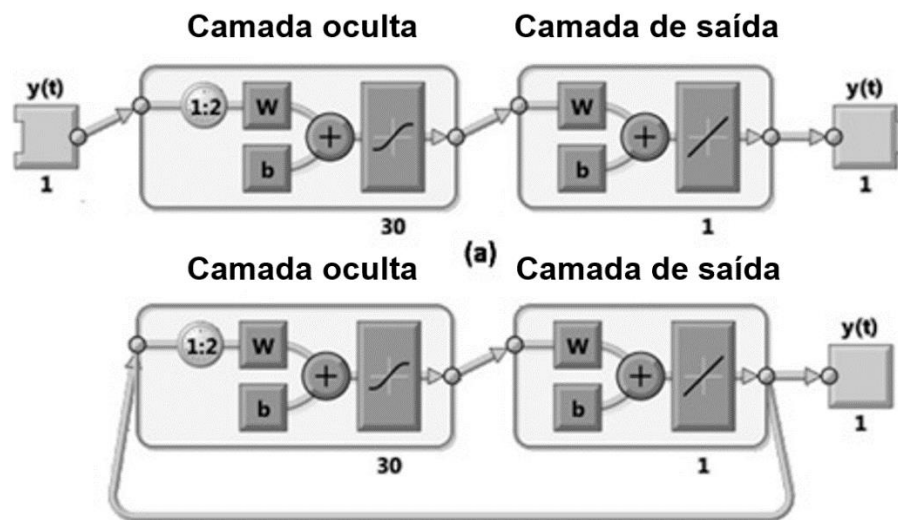 Camada oculta Camada de saída
y(t) y(t)
1:2 W W
b b
1 1
30 1
(a)
Camada oculta Camada de saída
y(t)
1:2 W W
b b
1
30 1